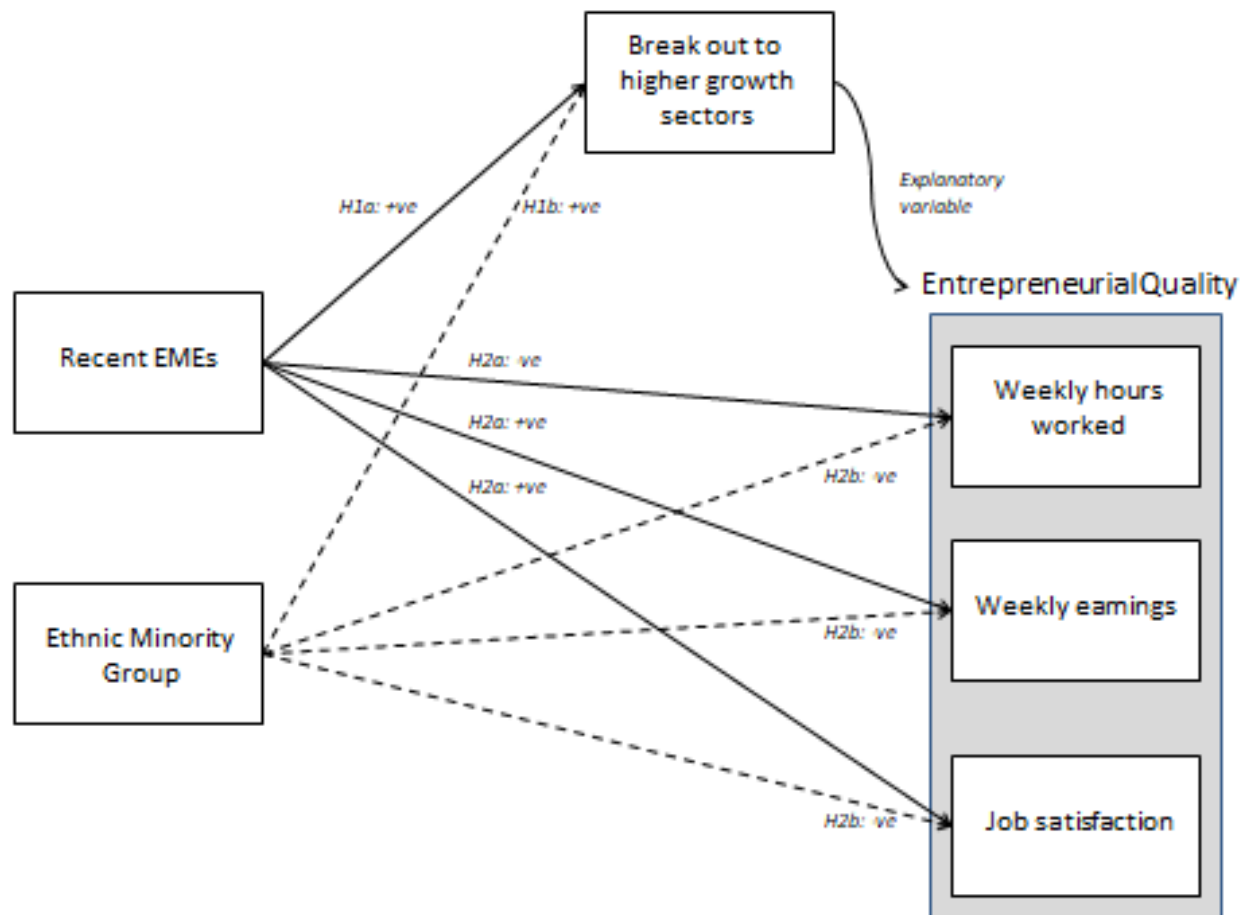 Break out to
higher growth
sectors
Explanatory
variable
H1a: +ve
H1b: +ve
EntrepreneurialQuality
Recent EMEs
H2a: -ve
Weekly hours
worked
H2a: +ve
H2b: -ve
H2a: +ve
Weekly earnings
H2b: -ve
Ethnic Minority
Group
H2b: -ve
Job satisfaction